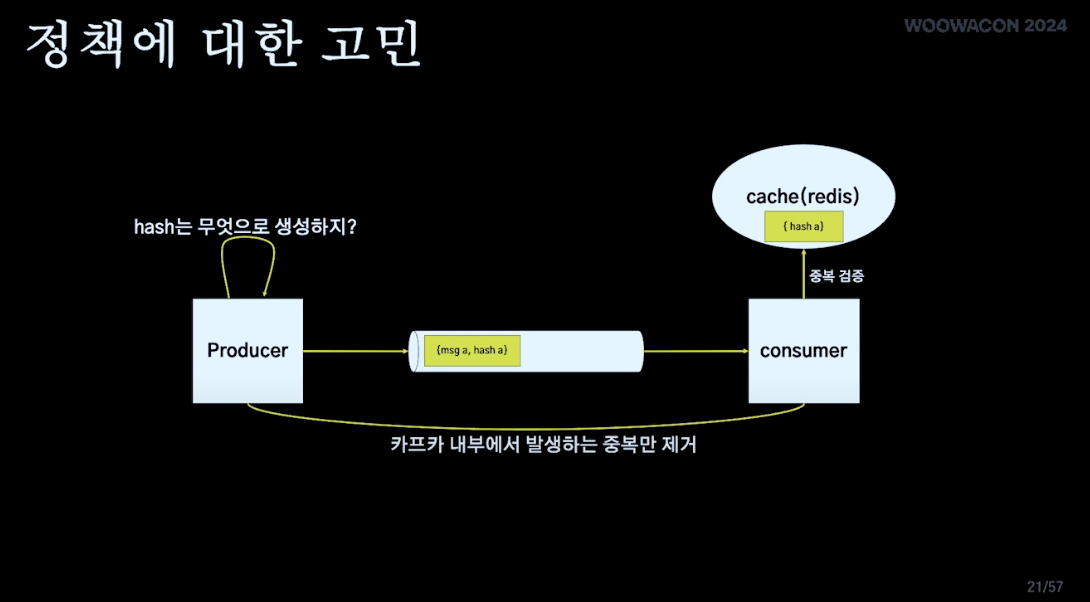 정책에 대한 고민
WOOWACON 2024
cache(redis)
{ hash a}
hash는 무엇으로 생성하지?
중복 검증
Producer
{msg a, hash a}
consumer
카프카 내부에서 발생하는 중복만 제거
21/57